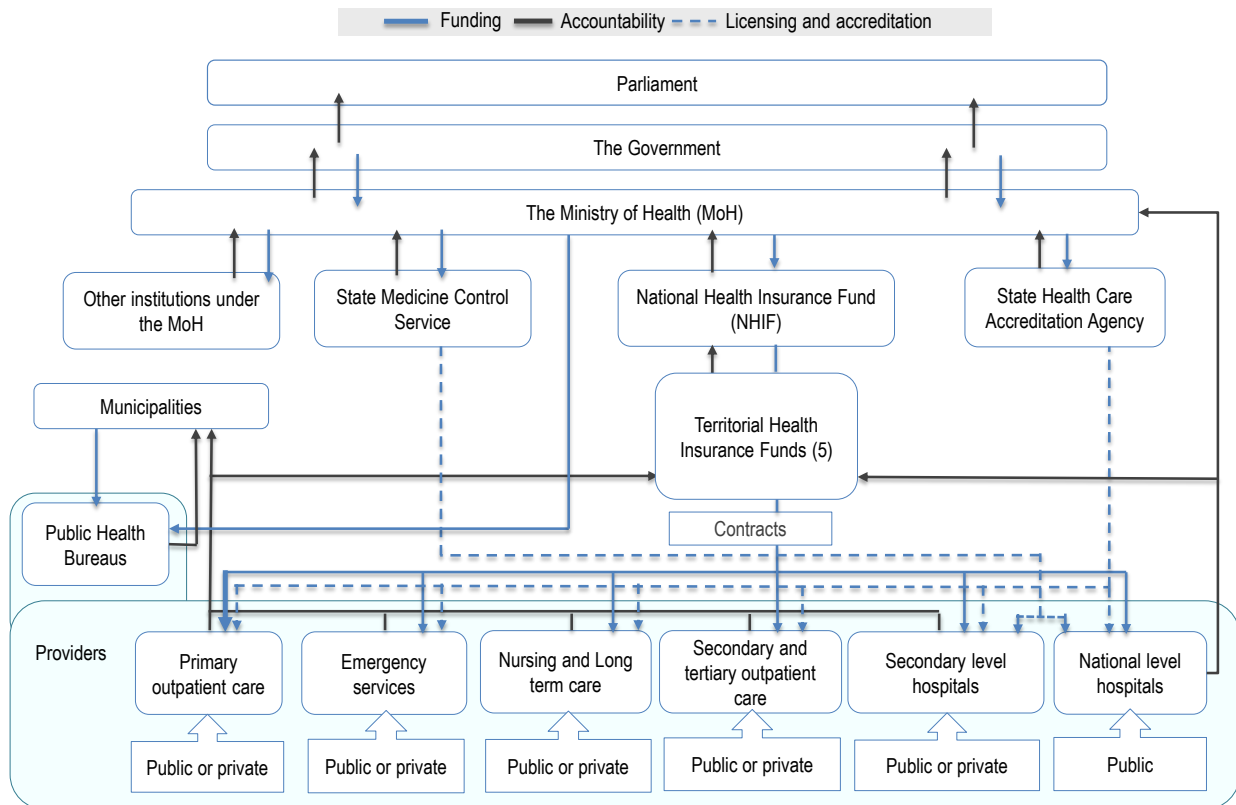 Funding Accountability Licensing and accreditation
Parliament
The Government
The Ministry of Health (MoH)
Other institutions under
the MoH
State Medicine Control
Service
National Health Insurance Fund
(NHIF)
State Health Care
Accreditation Agency
Municipalities
Territorial Health
Insurance Funds (5)
Contracts
Public Health
Bureaus
Providers
Primary
outpatient care
Emergency
services
Nursing and Long
term care
Secondary and
tertiary outpatient
care
Secondary level
hospitals
National level
hospitals
Public or private
Public or private
Public or private
Public or private
Public or private
Public